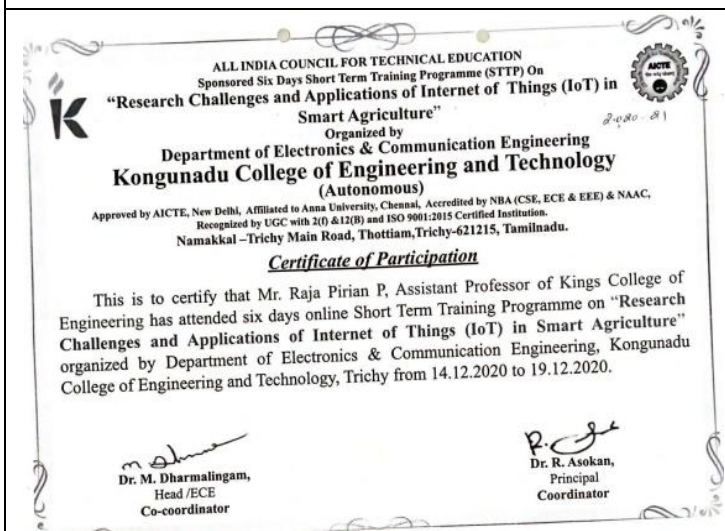 ALL INDIA COUNCIL FOR TECHNICAL EDUCATION
Sponsored Six Days Short Term Training Programme (STTP) On
"Research Challenges and Applications of Internet of Things (IoT) in
Smart Agriculture"
AICTE
2020-21
Organized by
Department of Electronics & Communication Engineering
Kongunadu College of Engineering and Technology
(Autonomous)
Approved by AICTE, New Delhi, Affiliated to Anna University, Chennai, Accredited by NBA (CSE, ECE & EEE) & NAAC,
Recognized by UGC with 2(f) &12(B) and ISO 9001:2015 Certified Institution.
Namakkal –Trichy Main Road, Thottiam,Trichy-621215, Tamilnadu.
Certificate of Participation
This is to certify that Mr. Raja Pirian P, Assistant Professor of Kings College of
Engineering has attended six days online Short Term Training Programme on "Research
Challenges and Applications of Internet of Things (IoT) in Smart Agriculture"
organized by Department of Electronics & Communication Engineering, Kongunadu
College of Engineering and Technology, Trichy from 14.12.2020 to 19.12.2020.
Dr. M. Dharmalingam,
Head /ECE
Co-coordinator
Dr. R. Asokan,
Principal
Coordinator